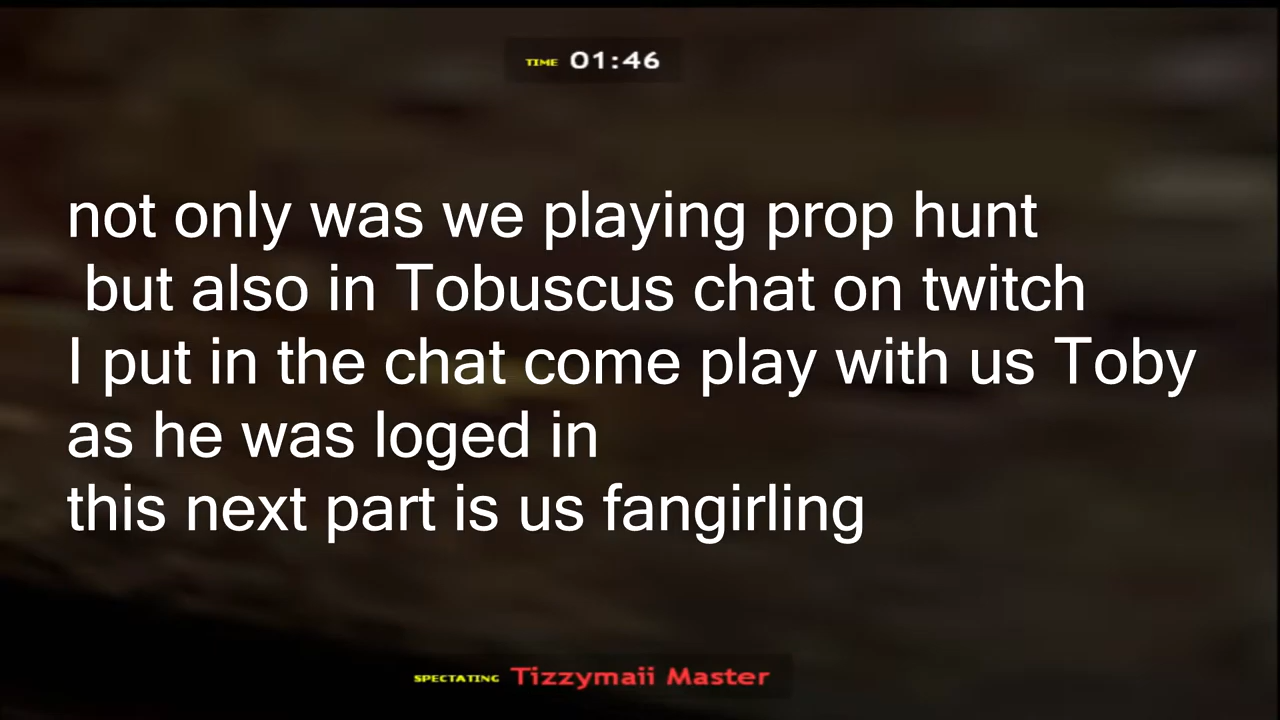 TIME 01:46
not only was we playing prop hunt
but also in Tobuscus chat on twitch
I put in the chat come play with us Toby
as he was loged in
this next part is us fangirling
SPECTATING Tizzymaii Master